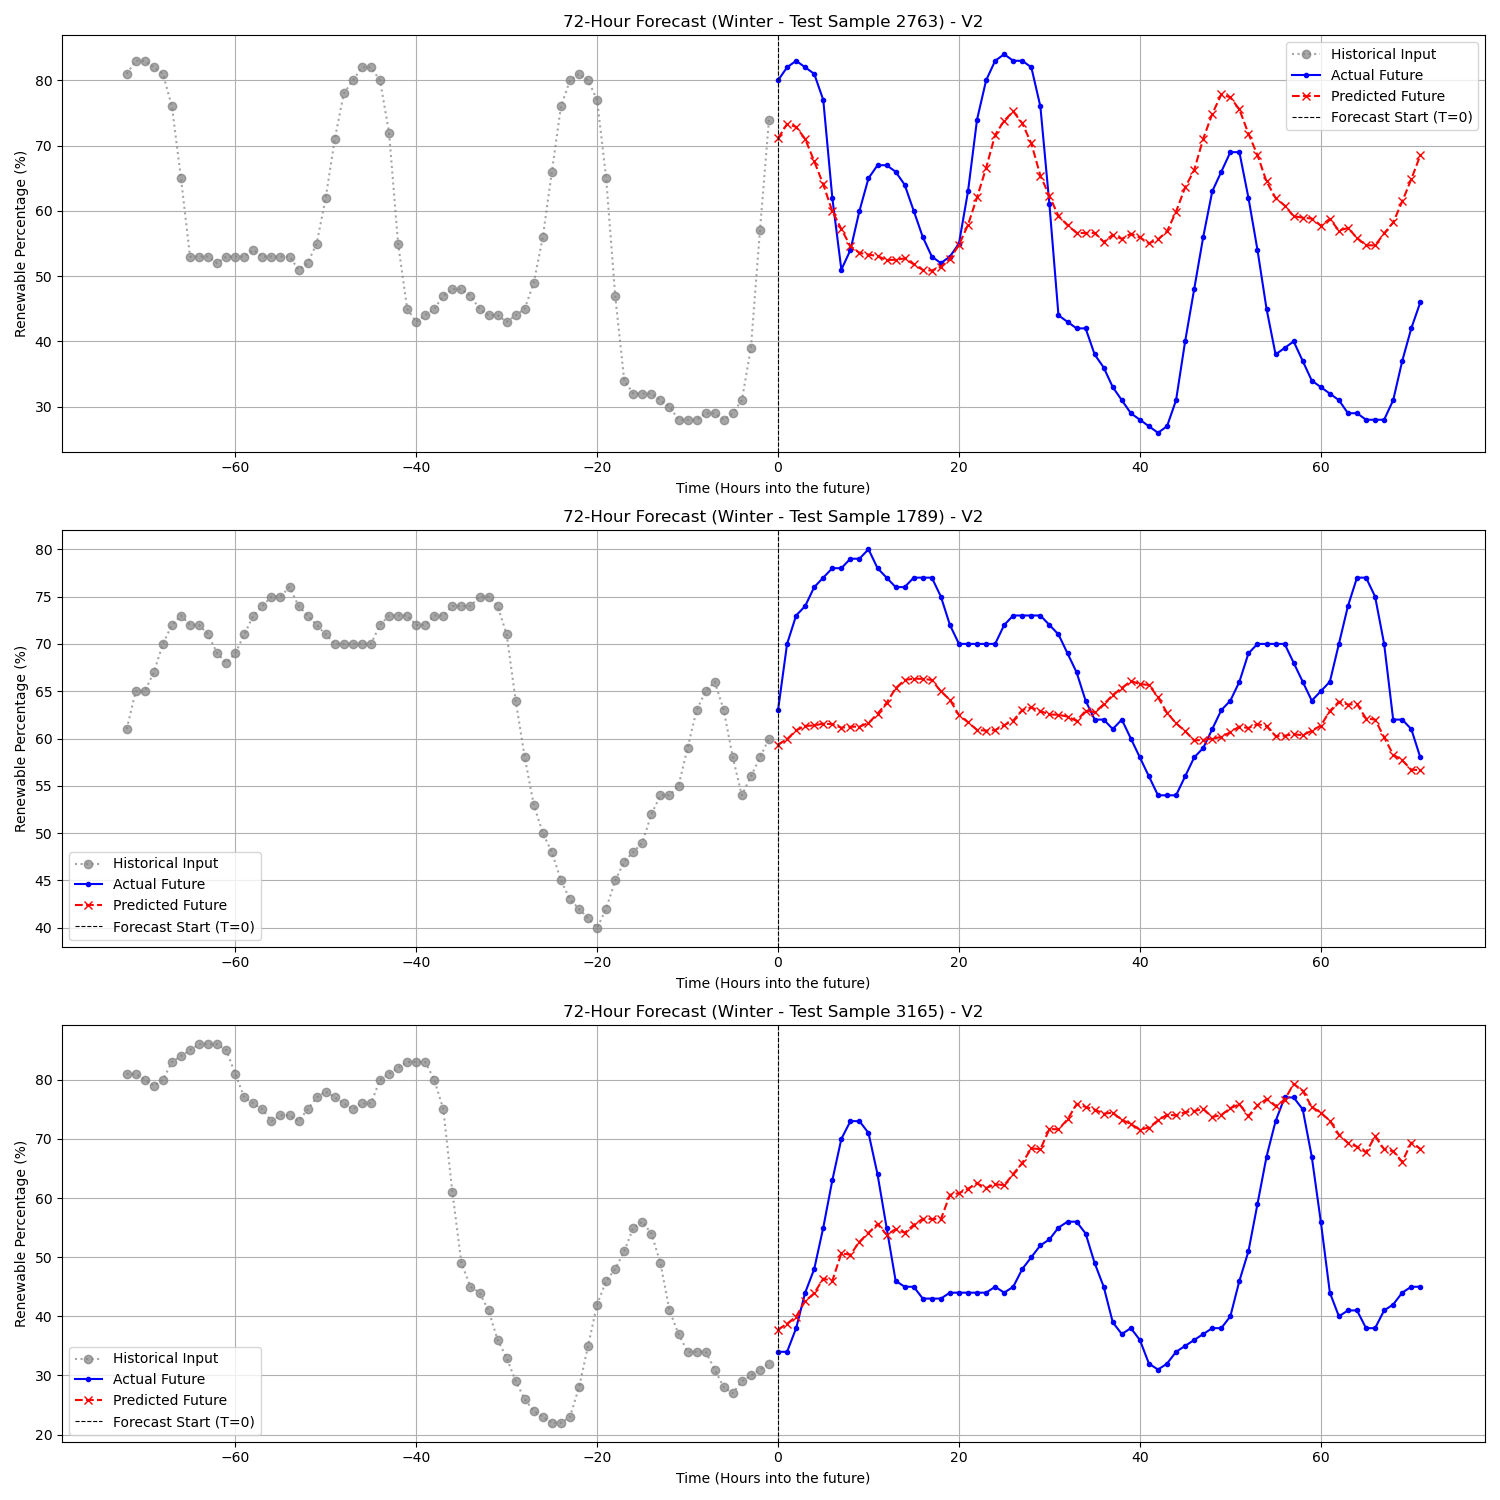 72-Hour Forecast (Winter - Test Sample 2763) - V2
Renewable Percentage (%)
80
70
60
50
40
30
Historical Input
Actual Future
Predicted Future
Forecast Start (T=0)
−60
−40
−20
0
20
40
60
Time (Hours into the future)
72-Hour Forecast (Winter - Test Sample 1789) - V2
Renewable Percentage (%)
80
75
70
65
60
55
50
45
40
Historical Input
Actual Future
Predicted Future
Forecast Start (T=0)
−60
−40
−20
0
20
40
60
Time (Hours into the future)
72-Hour Forecast (Winter - Test Sample 3165) - V2
Renewable Percentage (%)
80
70
60
50
40
30
20
Historical Input
Actual Future
Predicted Future
Forecast Start (T=0)
−60
−40
−20
0
20
40
60
Time (Hours into the future)